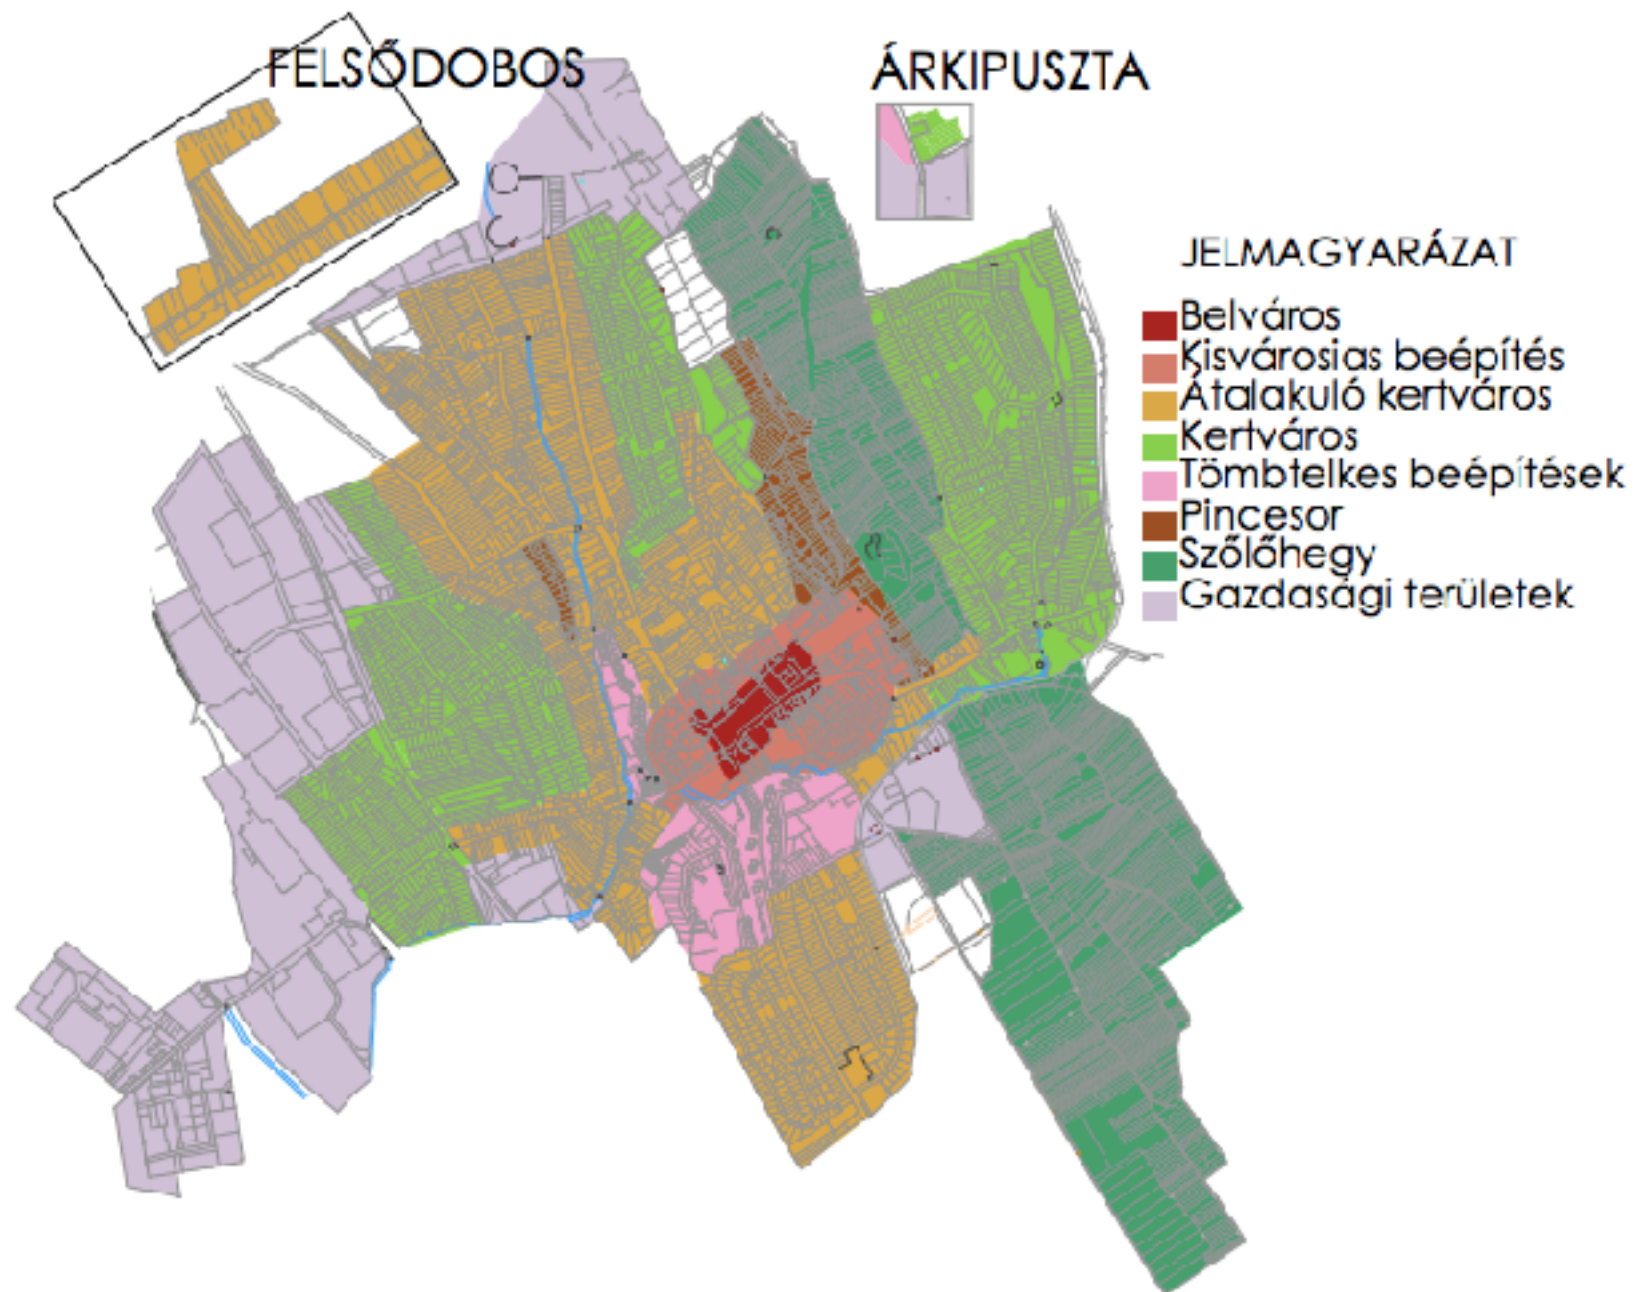 FELSŐDOBOS
ÁRKIPUSZTA
JELMAGYARÁZAT
Belváros
Kisvárosias beépítés
Átalakuló kertváros
Kertváros
Tömbtelkes beépítések
Pincesor
Szőlőhegy
Gazdasági területek